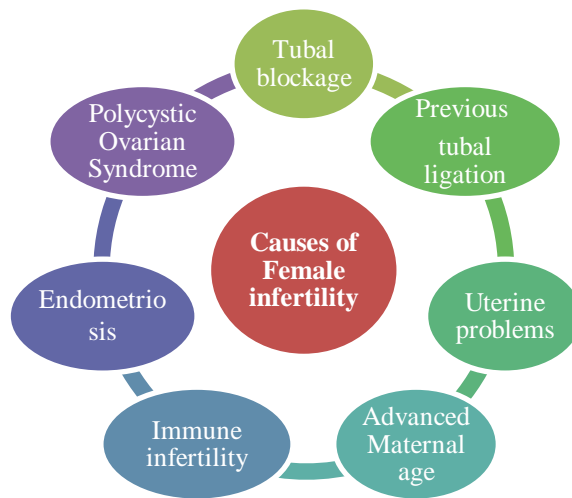 Tubal
blockage
Previous
tubal
ligation
Uterine
problems
Advanced
Maternal
age
Immune
infertility
Endometrio
sis
Polycystic
Ovarian
Syndrome
Causes of
Female
infertility